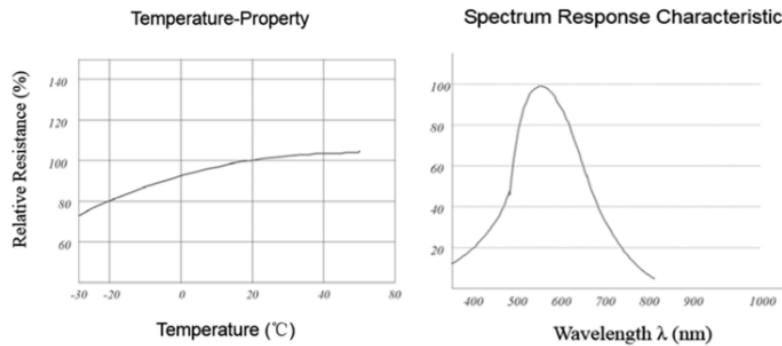 Temperature-Property
Relative Resistance (%)
140
120
100
80
60
-30 -20 0 20 40 80
Temperature (℃)
Spectrum Response Characteristic
100
80
60
40
20
400 500 600 700 800 900 1000
Wavelength λ (nm)